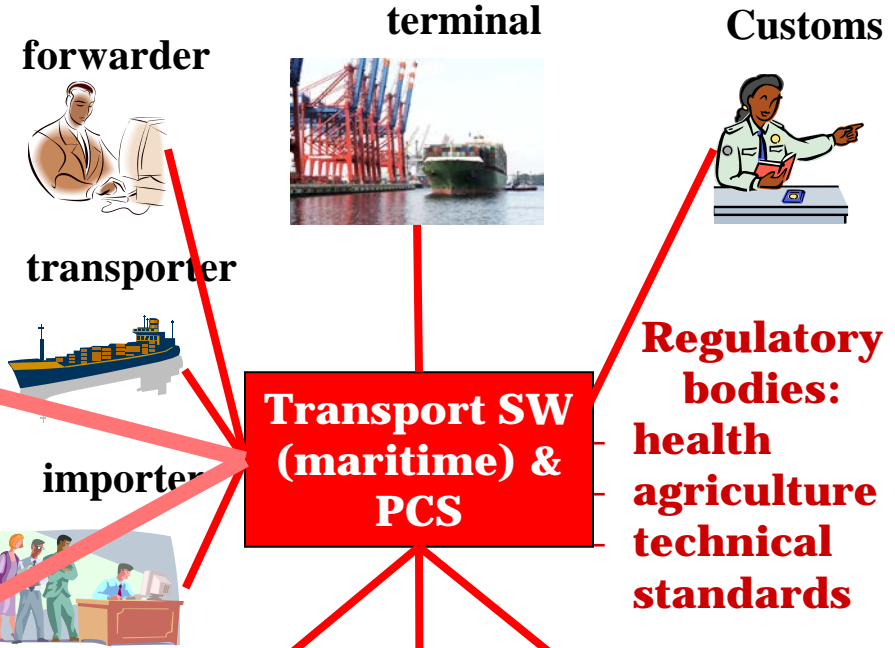 terminal
Customs
forwarder
transporter
importer
Transport SW
(maritime) &
PCS
Regulatory
bodies:
- health
- agriculture
- technical
standards